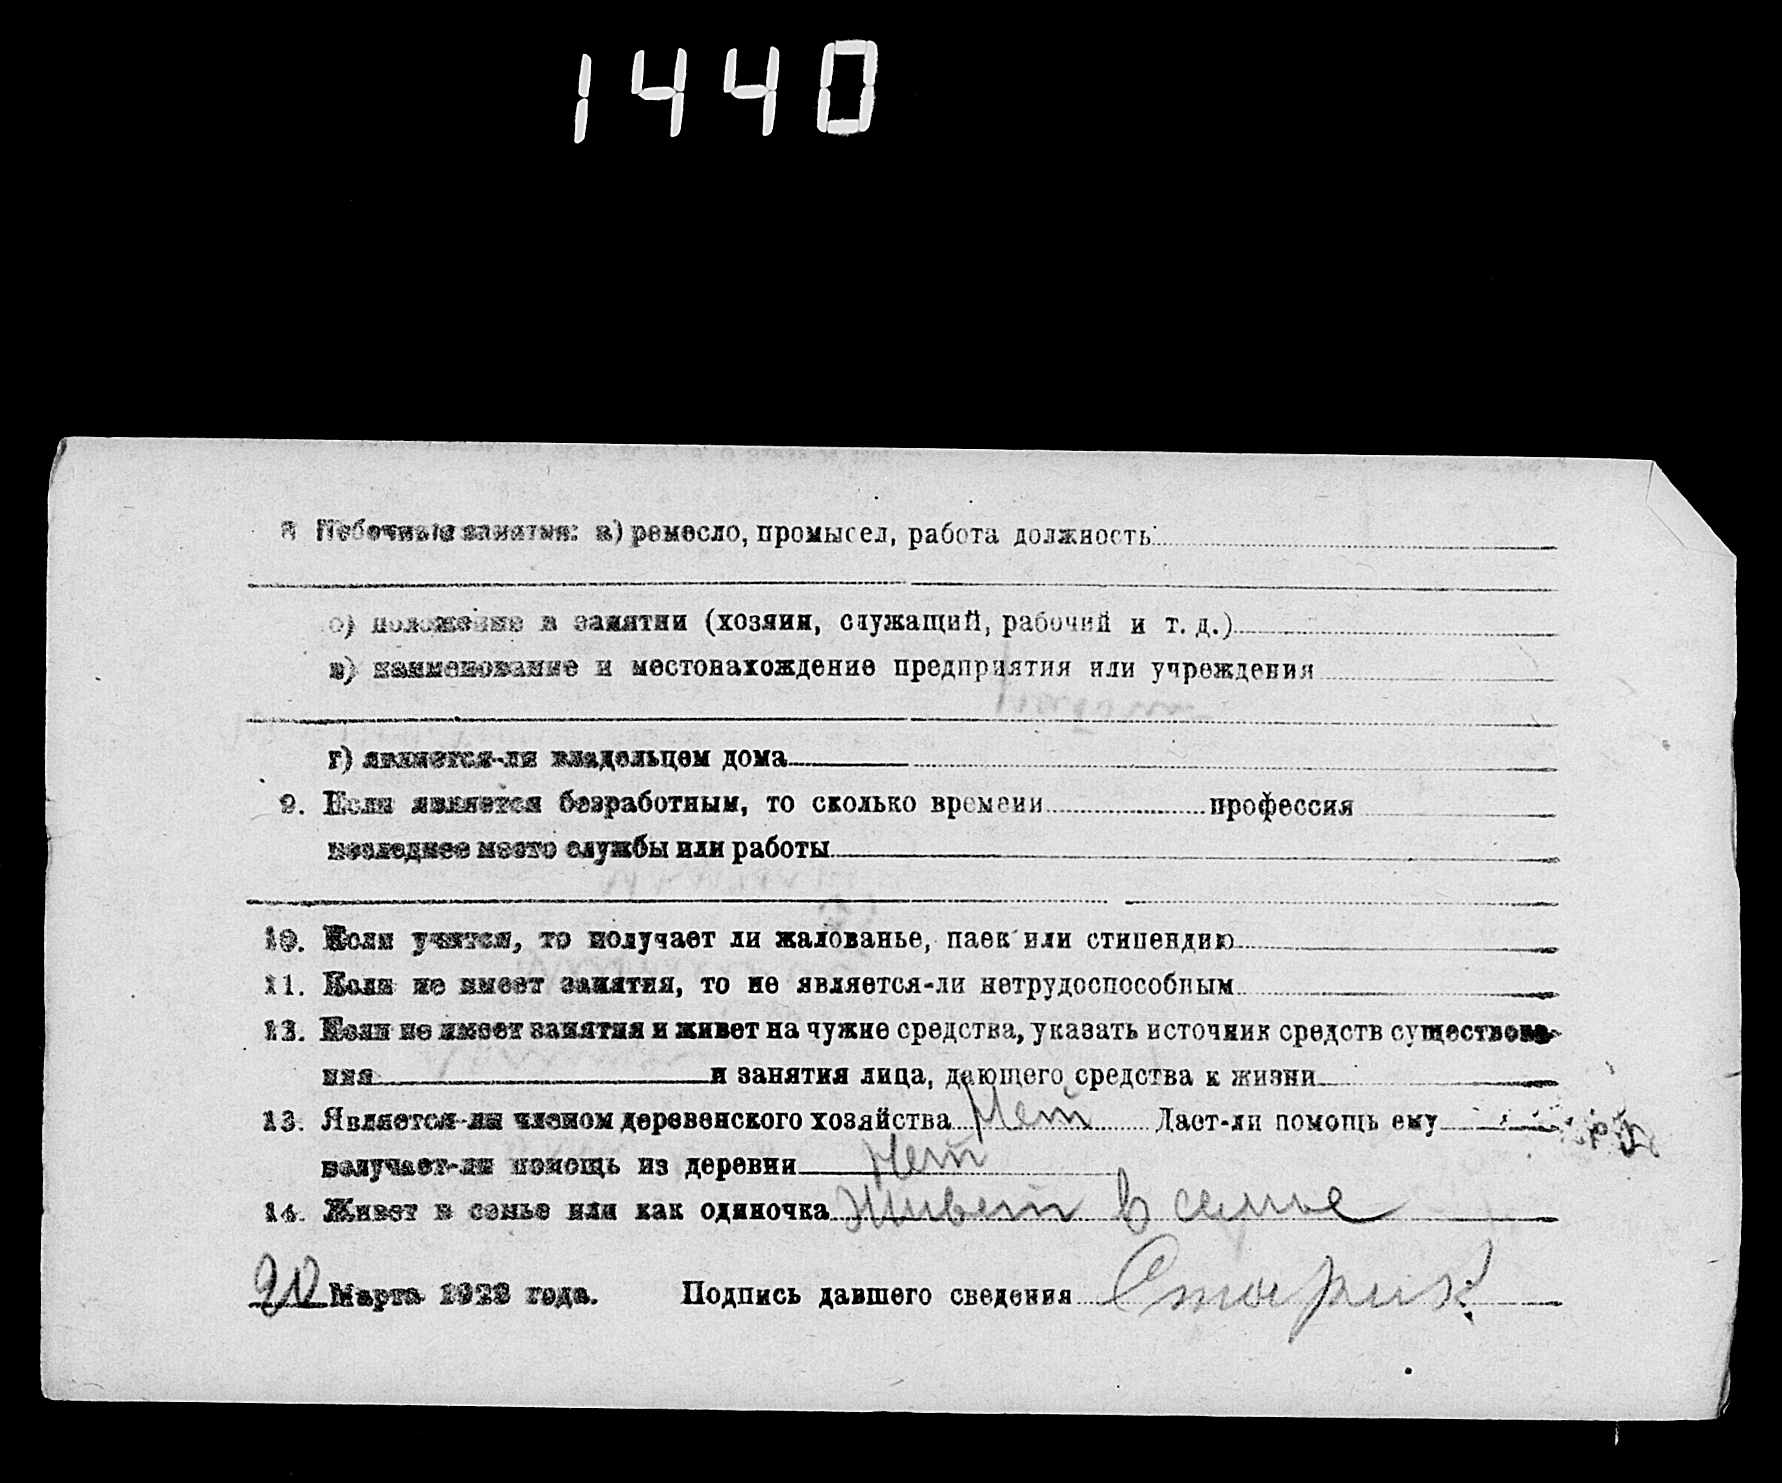 1440
8 Побочные занятия: а) ремесло, промысел, работа должность:
б) положение в занятии (хозяин, служащий, рабочий и т. д.)
в) наименование и местонахождение предприятия или учреждения
г) является-ли владельцем дома
9. Если является безработным, то сколько времени профессия
последнее место службы или работы
10. Если учится, то получает ли жалованье, паек или стипендию
11. Если не имеет занятия, то не является-ли нетрудоспособным
12. Если не имеет занятия и живет на чужие средства, указать источник средств существова-
ния и занятия лица, дающего средства к жизни
13. Является-ли членом деревенского хозяйства Нет Дает-ли помощь ему
получает-ли помощь из деревни Нет
14. Живет в семье или как одиночка Живет в семье
20 Марта 1923 года. Подпись давшего сведения Старик